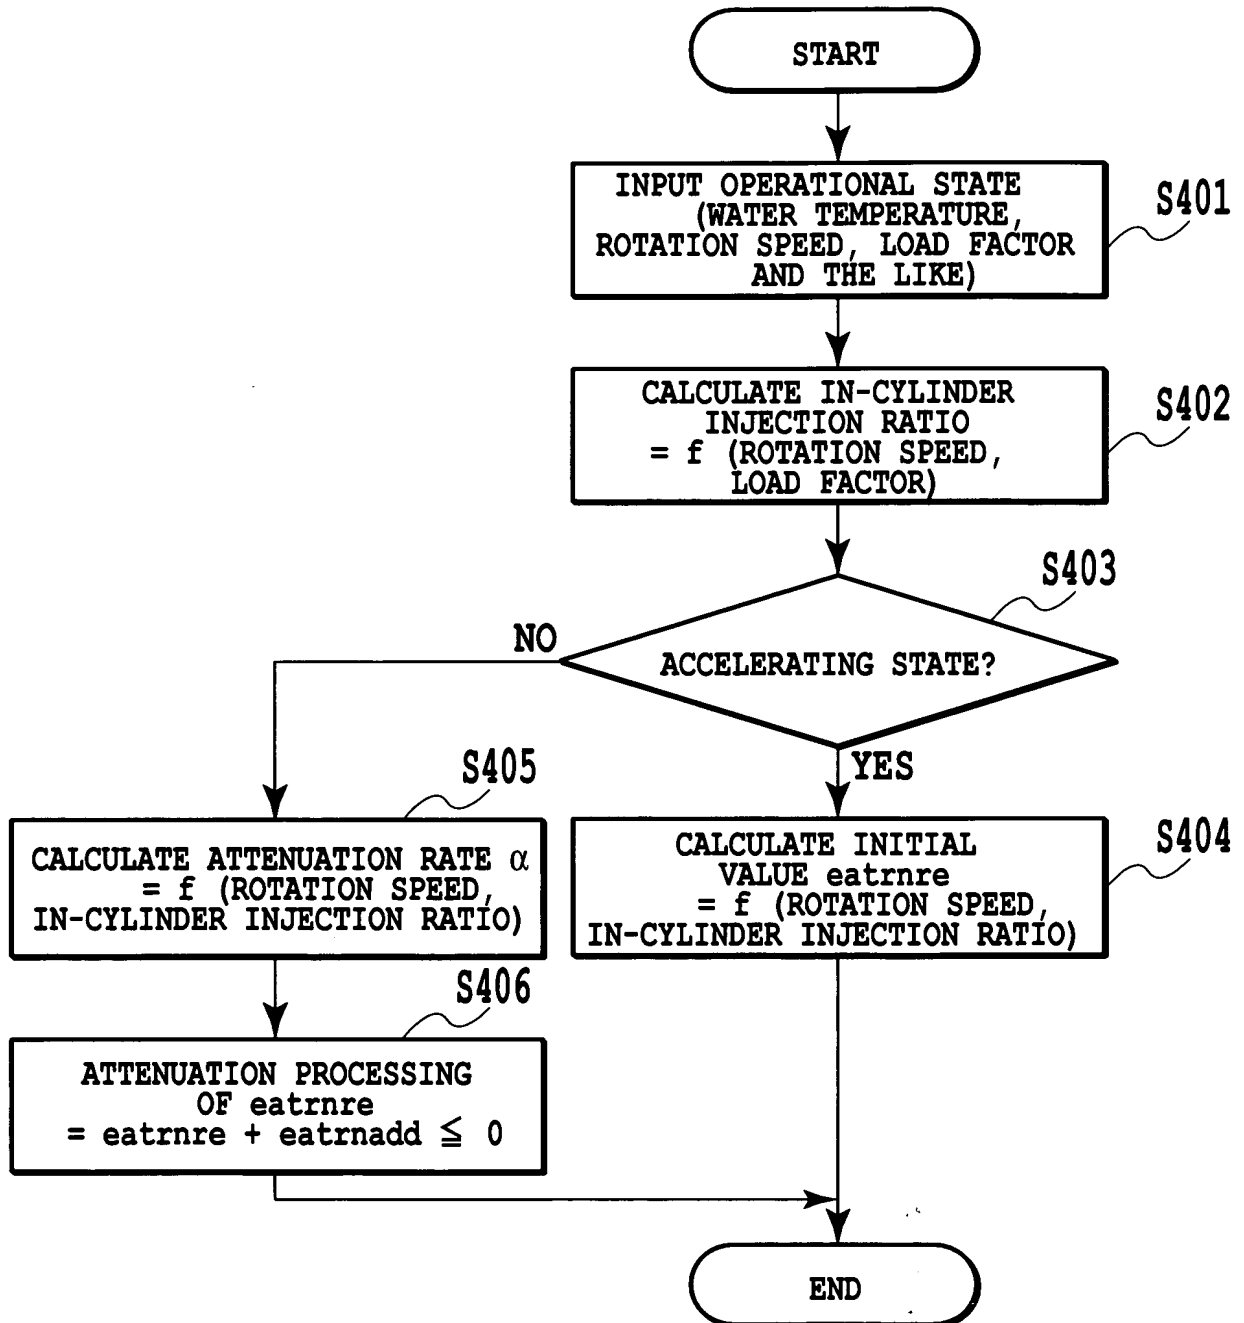 START
INPUT OPERATIONAL STATE
(WATER TEMPERATURE,
ROTATION SPEED, LOAD FACTOR
AND THE LIKE)
S401
CALCULATE IN-CYLINDER
INJECTION RATIO
= f (ROTATION SPEED,
LOAD FACTOR)
S402
S403
ACCELERATING STATE?
NO
YES
S405
CALCULATE ATTENUATION RATE α
= f (ROTATION SPEED,
IN-CYLINDER INJECTION RATIO)
CALCULATE INITIAL
VALUE eatrnre
= f (ROTATION SPEED,
IN-CYLINDER INJECTION RATIO)
S404
S406
ATTENUATION PROCESSING
OF eatrnre
= eatrnre + eatrnadd ≦ 0
END